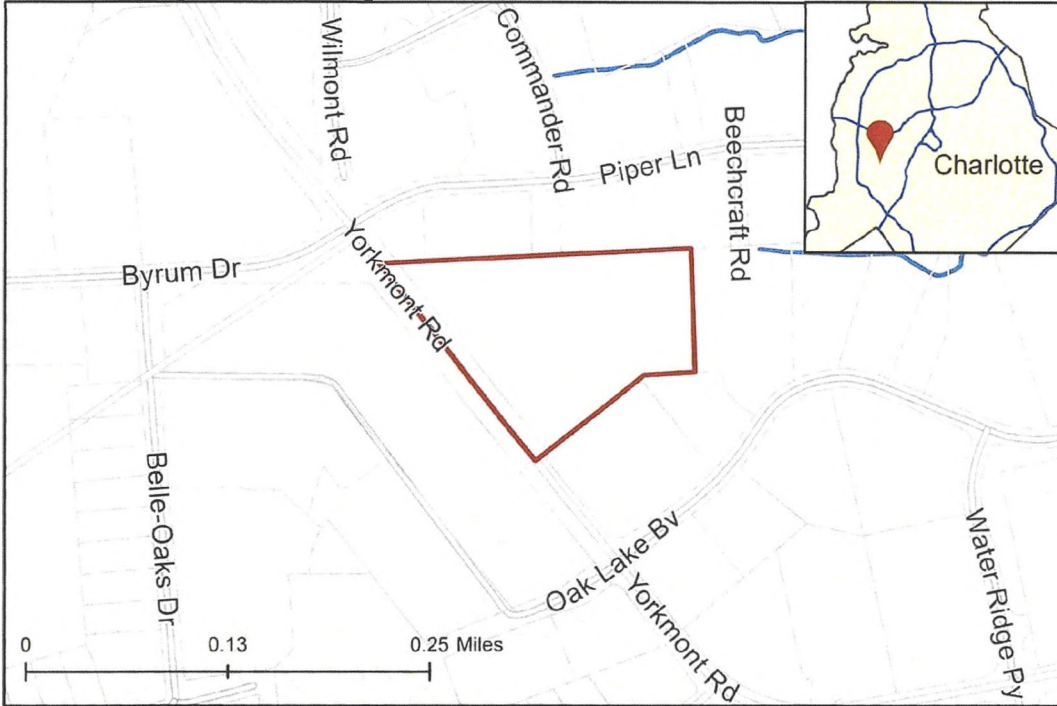 Wilmont Rd
Commander Rd
Beechcraft Rd
Piper Ln
Charlotte
Byrum Dr
Yorkmont Rd
Belle-Oaks Dr
Oak Lake Bv
Yorkmont Rd
Water Ridge Py
0 0.13 0.25 Miles